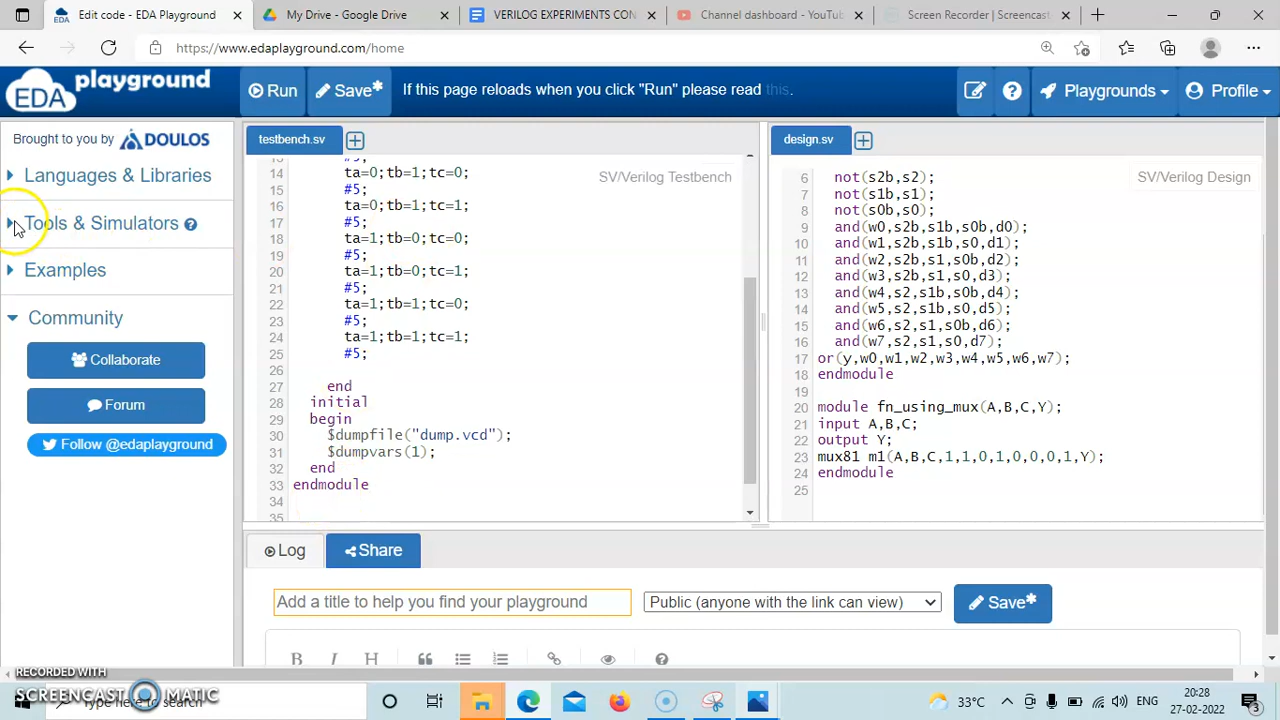 Edit code - EDA Playground
My Drive - Google Drive
VERILOG EXPERIMENTS CON
Channel dashboard - YouTu
Screen Recorder | Screencast
https://www.edaplayground.com/home
EDA playground
Run
Save*
If this page reloads when you click "Run" please read this.
Playgrounds
Profile
Brought to you by DOULOS
Languages & Libraries
Tools & Simulators
Examples
Community
Collaborate
Forum
Follow @edaplayground
testbench.sv
SV/Verilog Testbench
13 #5;
14 ta=0;tb=1;tc=0;
15 #5;
16 ta=0;tb=1;tc=1;
17 #5;
18 ta=1;tb=0;tc=0;
19 #5;
20 ta=1;tb=0;tc=1;
21 #5;
22 ta=1;tb=1;tc=0;
23 #5;
24 ta=1;tb=1;tc=1;
25 #5;
26
27 end
28 initial
29 begin
30 $dumpfile("dump.vcd");
31 $dumpvars(1);
32 end
33 endmodule
34
35
design.sv
SV/Verilog Design
6 not(s2b,s2);
7 not(s1b,s1);
8 not(s0b,s0);
9 and(w0,s2b,s1b,s0b,d0);
10 and(w1,s2b,s1b,s0,d1);
11 and(w2,s2b,s1,s0b,d2);
12 and(w3,s2b,s1,s0,d3);
13 and(w4,s2,s1b,s0b,d4);
14 and(w5,s2,s1b,s0,d5);
15 and(w6,s2,s1,s0b,d6);
16 and(w7,s2,s1,s0,d7);
17 or(y,w0,w1,w2,w3,w4,w5,w6,w7);
18 endmodule
19
20 module fn_using_mux(A,B,C,Y);
21 input A,B,C;
22 output Y;
23 mux81 m1(A,B,C,1,1,0,1,0,0,0,1,Y);
24 endmodule
25
Log
Share
Add a title to help you find your playground
Public (anyone with the link can view)
Save*
B I H
RECORDED WITH
SCREENCAST MATIC
Type here to search
33°C
ENG
20:28
27-02-2022
3